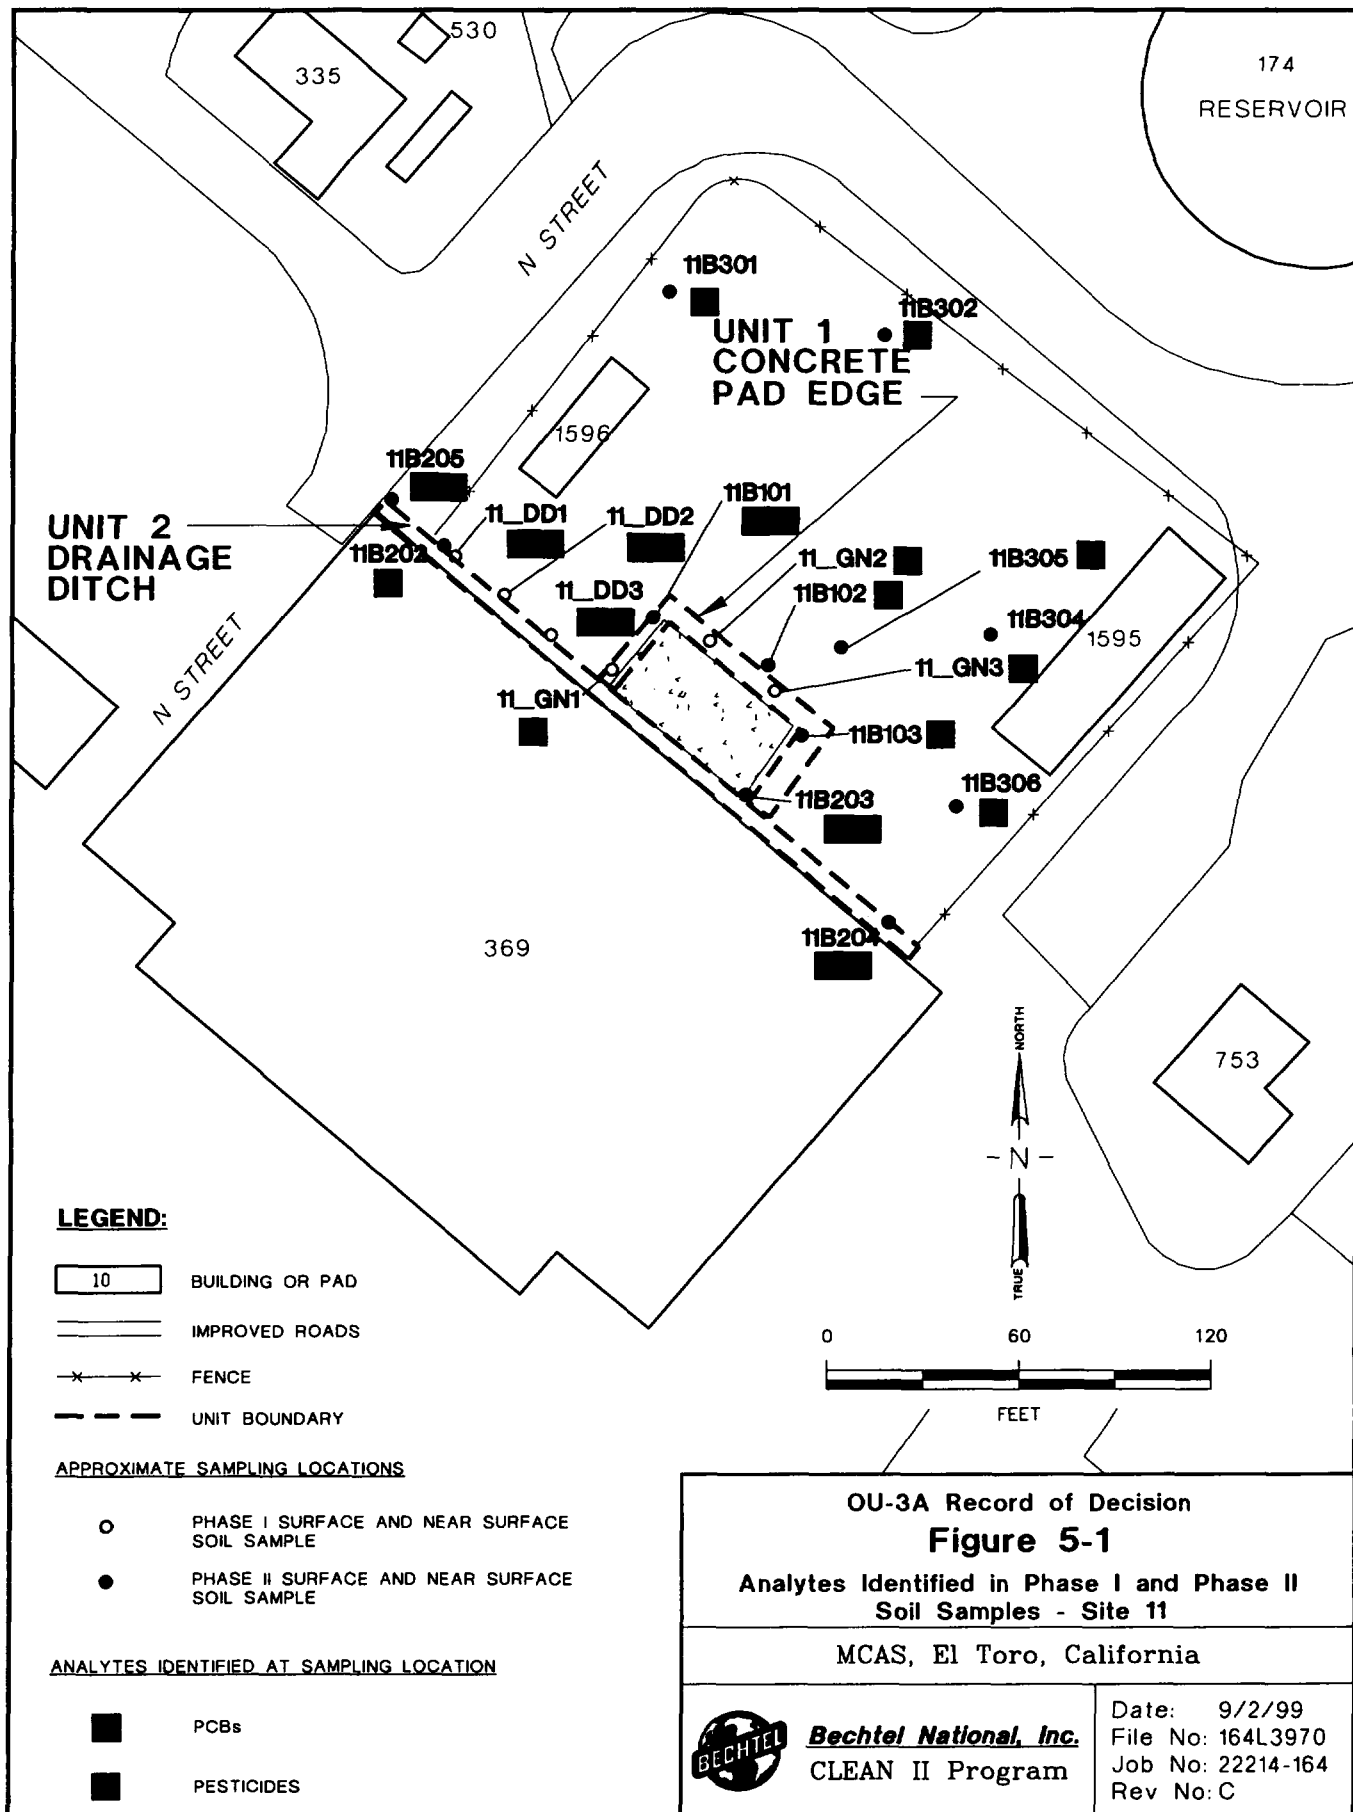 530
335
174
RESERVOIR
N STREET
11B301
11B302
UNIT 1
CONCRETE
PAD EDGE
1596
11B205
UNIT 2
DRAINAGE
DITCH
11B202
11_DD1
11_DD2
11B101
11_DD3
11_GN2
11B102
11B305
11B304
1595
11_GN3
11_GN1
11B103
N STREET
11B306
11B203
11B204
369
753
NORTH
- N -
TRUE
LEGEND:
10 BUILDING OR PAD
IMPROVED ROADS
FENCE
UNIT BOUNDARY
0 60 120
FEET
APPROXIMATE SAMPLING LOCATIONS
PHASE I SURFACE AND NEAR SURFACE
SOIL SAMPLE
PHASE II SURFACE AND NEAR SURFACE
SOIL SAMPLE
ANALYTES IDENTIFIED AT SAMPLING LOCATION
PCBs
PESTICIDES
OU-3A Record of Decision
Figure 5-1
Analytes Identified in Phase I and Phase II
Soil Samples - Site 11
MCAS, El Toro, California
BECHTEL
Bechtel National, Inc.
CLEAN II Program
Date: 9/2/99
File No: 164L3970
Job No: 22214-164
Rev No: C